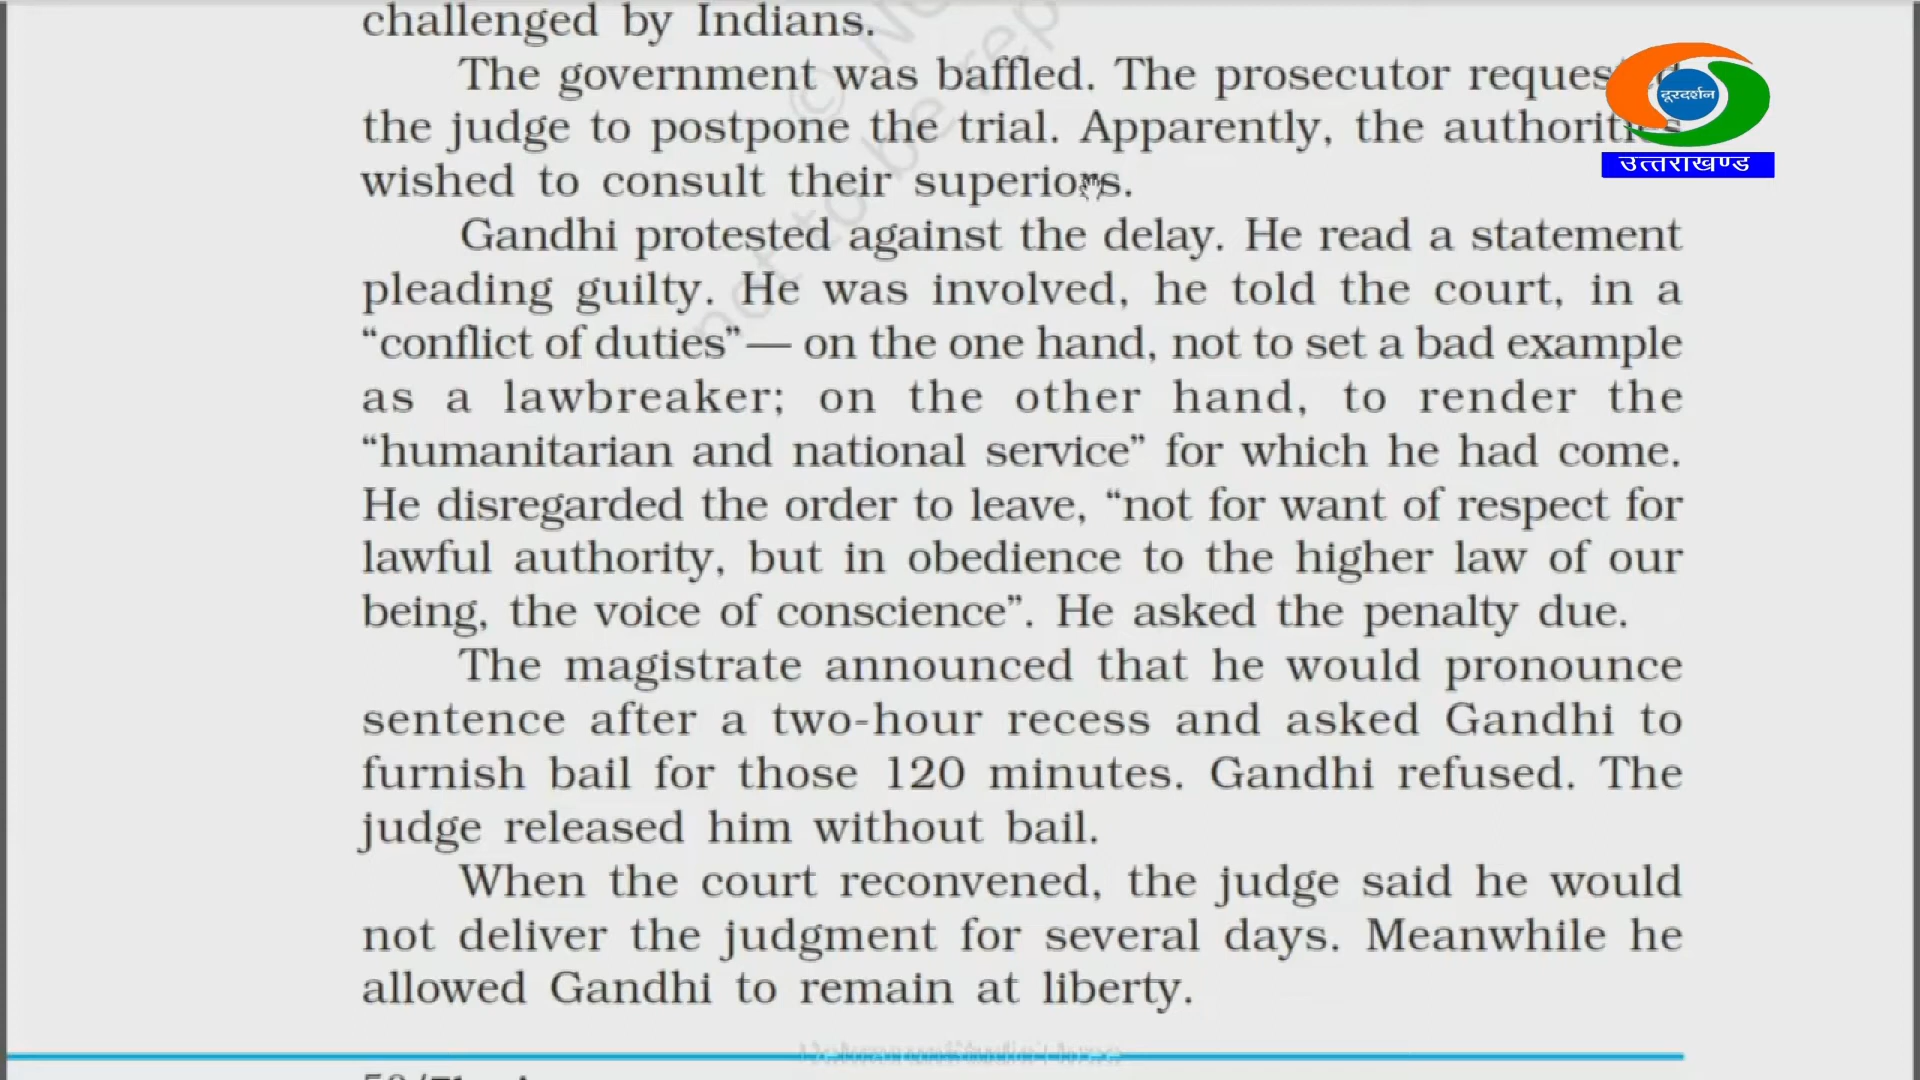 challenged by Indians.
The government was baffled. The prosecutor requested
the judge to postpone the trial. Apparently, the authorities
wished to consult their superiors.
Gandhi protested against the delay. He read a statement
pleading guilty. He was involved, he told the court, in a
“conflict of duties”— on the one hand, not to set a bad example
as a lawbreaker; on the other hand, to render the
“humanitarian and national service” for which he had come.
He disregarded the order to leave, “not for want of respect for
lawful authority, but in obedience to the higher law of our
being, the voice of conscience”. He asked the penalty due.
The magistrate announced that he would pronounce
sentence after a two-hour recess and asked Gandhi to
furnish bail for those 120 minutes. Gandhi refused. The
judge released him without bail.
When the court reconvened, the judge said he would
not deliver the judgment for several days. Meanwhile he
allowed Gandhi to remain at liberty.
दूरदर्शन
उत्तराखण्ड
not to be rep